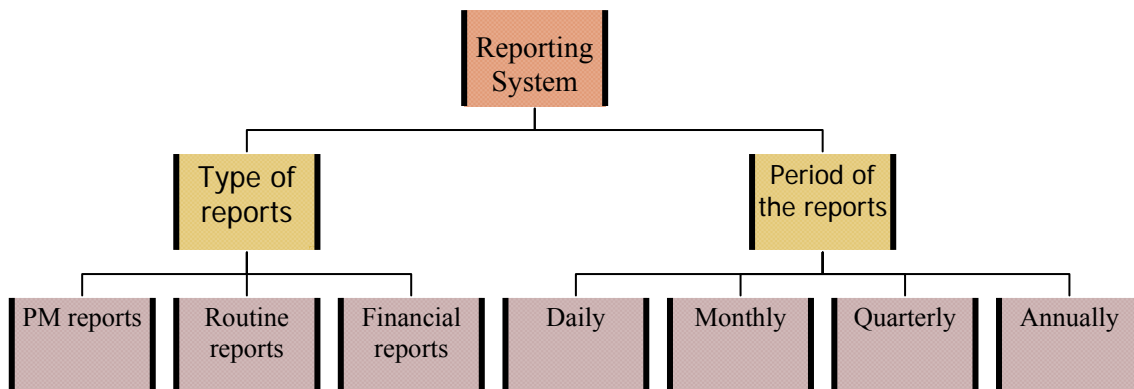 Reporting
System
Type of
reports
Period of
the reports
PM reports
Routine
reports
Financial
reports
Daily
Monthly
Quarterly
Annually